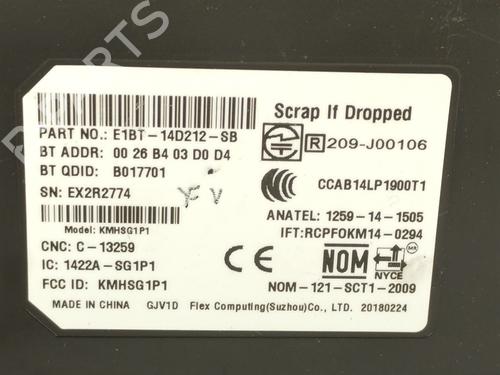 Scrap If Dropped
PART NO.: E1BT-14D212-SB
BT ADDR: 00 26 B4 03 D0 D4
R 209-J00106
BT QDID: B017701
SN: EX2R2774
CCAB14LP1900T1
Model: KMHSG1P1
ANATEL: 1259-14-1505
IFT:RCPFOKM14-0294
CNC: C-13259
IC: 1422A-SG1P1
CE
NOM
NYCE
FCC ID: KMHSG1P1
NOM-121-SCT1-2009
MADE IN CHINA GJV1D Flex Computing(Suzhou)Co., LTD. 20180224